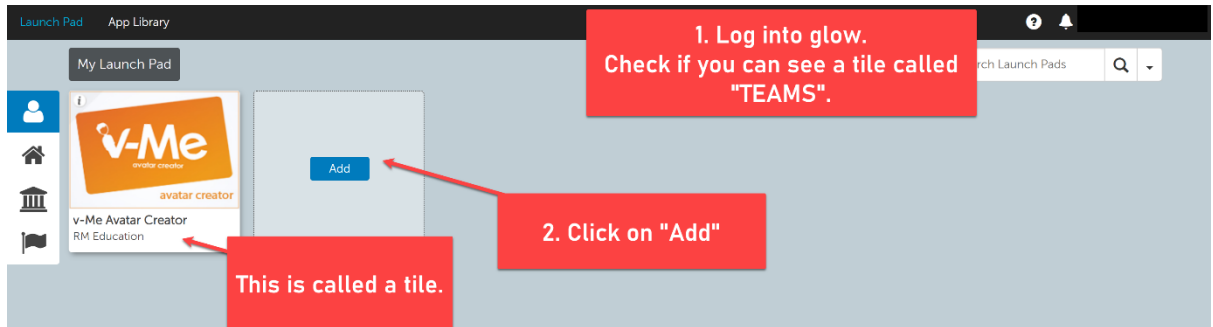 Launch Pad App Library
1. Log into glow.
Check if you can see a tile called
"TEAMS".
My Launch Pad
rch Launch Pads
i
v-Me
avatar creator
avatar creator
v-Me Avatar Creator
RM Education
Add
2. Click on "Add"
This is called a tile.